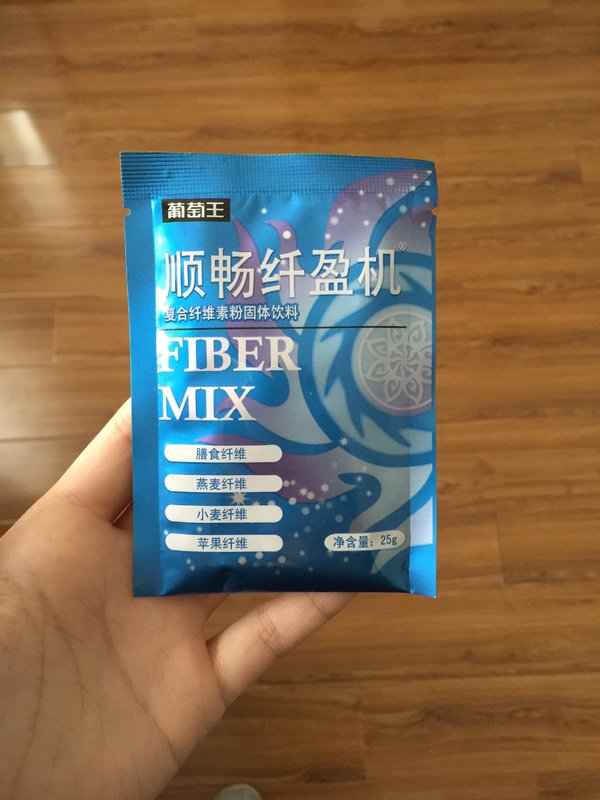 葡萄王
顺畅纤盈机®
复合纤维素粉固体饮料
FIBER
MIX
膳食纤维
燕麦纤维
小麦纤维
苹果纤维
净含量：25g